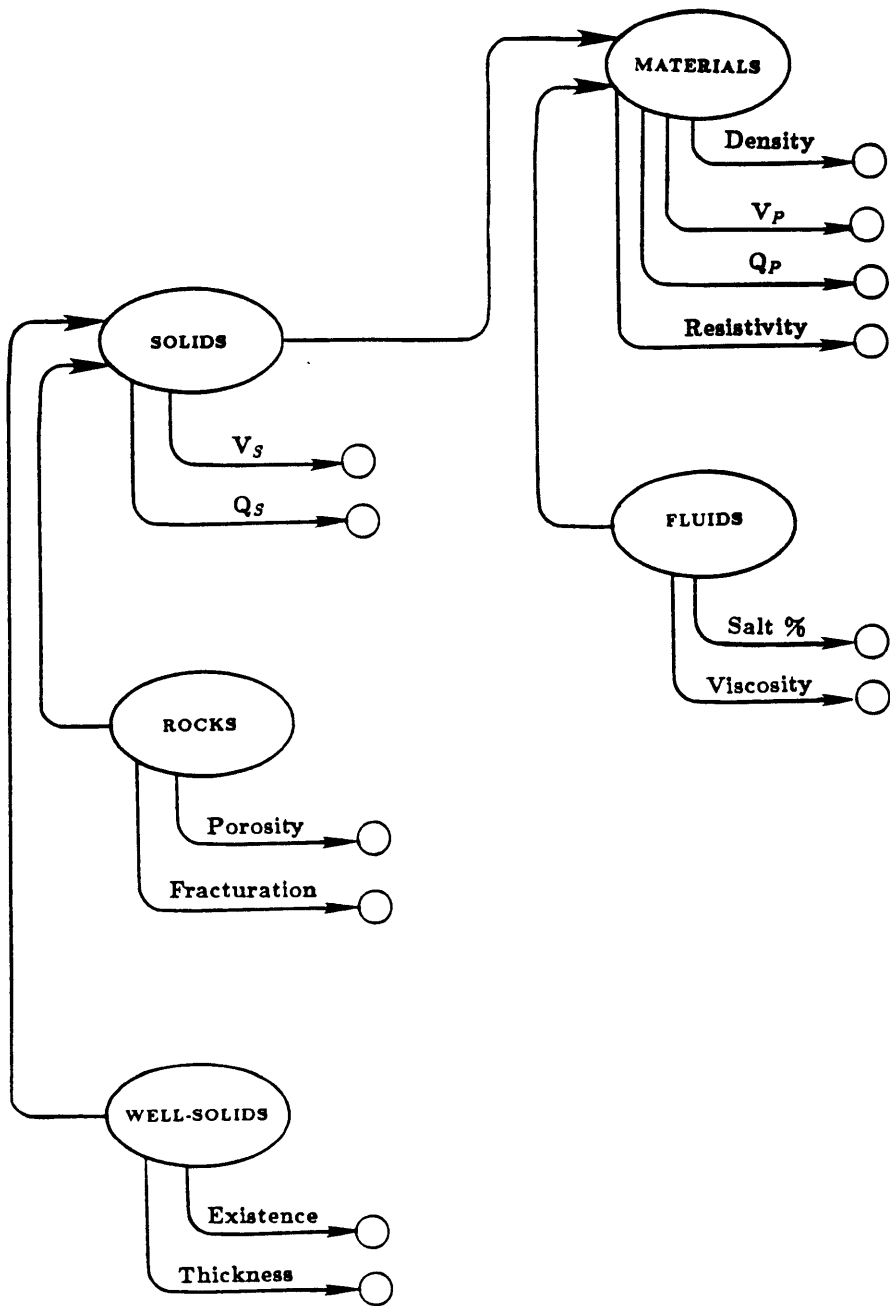 MATERIALS
Density
V_P
Q_P
Resistivity
SOLIDS
V_S
Q_S
FLUIDS
Salt %
Viscosity
ROCKS
Porosity
Fracturation
WELL-SOLIDS
Existence
Thickness